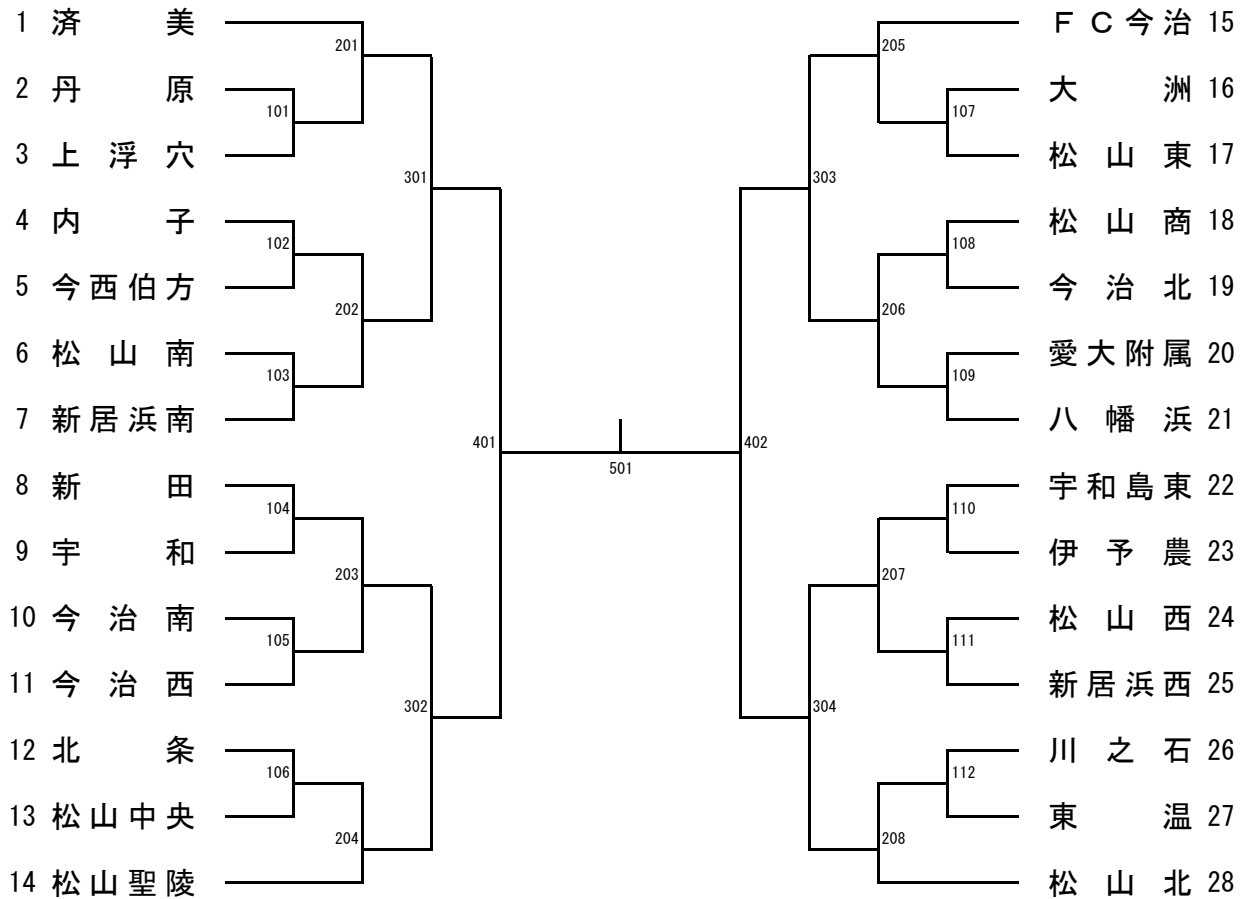 1 済美
2 丹原
3 上浮穴
4 内子
5 今西伯方
6 松山南
7 新居浜南
8 新田
9 宇和
10 今治南
11 今治西
12 北条
13 松山中央
14 松山聖陵
201
101
301
102
202
103
401
104
203
105
302
106
204
501
205
107
303
108
206
109
402
110
207
111
304
112
208
FC今治 15
大洲 16
松山東 17
松山商 18
今治北 19
愛大附属 20
八幡浜 21
宇和島東 22
伊予農 23
松山西 24
新居浜西 25
川之石 26
東温 27
松山北 28